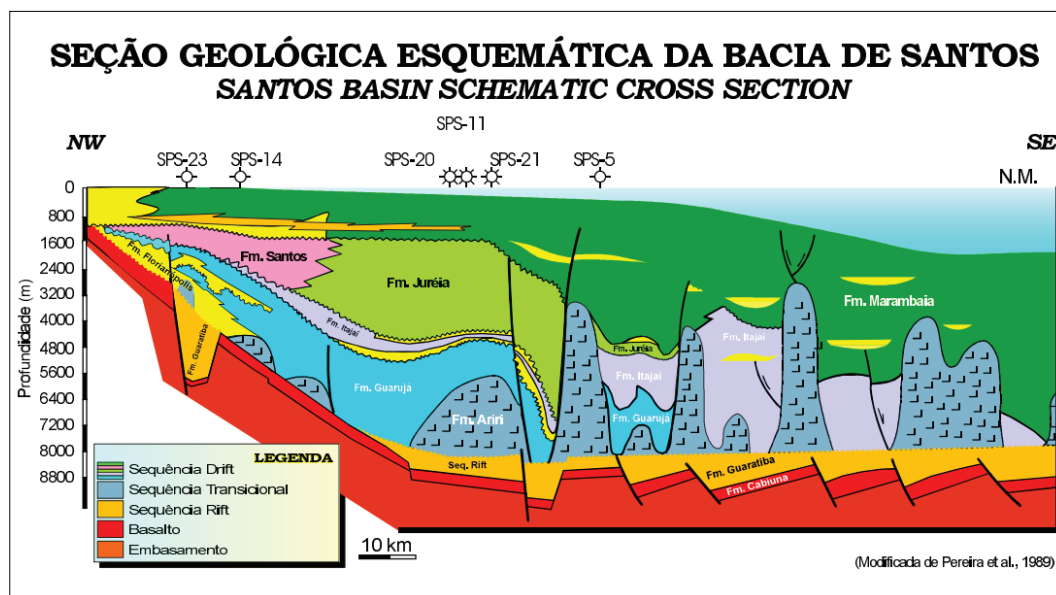 SEÇÃO GEOLÓGICA ESQUEMÁTICA DA BACIA DE SANTOS
SANTOS BASIN SCHEMATIC CROSS SECTION
SPS-11
NW
SE
SPS-23
SPS-14
SPS-20
SPS-21
SPS-5
N.M.
Profundidade (m)
0
800
1600
2400
3200
4000
4800
5600
6400
7200
8000
8800
Fm. Florianópolis
Fm. Santos
Fm. Juréia
Fm. Marambaia
Fm. Itajaí
Fm. Itajaí
Fm. Juréia
Fm. Itajaí
Fm. Guaratiba
Fm. Guarujá
Fm. Ariri
Fm. Guarujá
Seq. Rift
Fm. Guaratiba
Fm. Cabiuna
LEGENDA
Sequência Drift
Sequência Transicional
Sequência Rift
Basalto
Embasamento
10 km
(Modificada de Pereira et al., 1989)